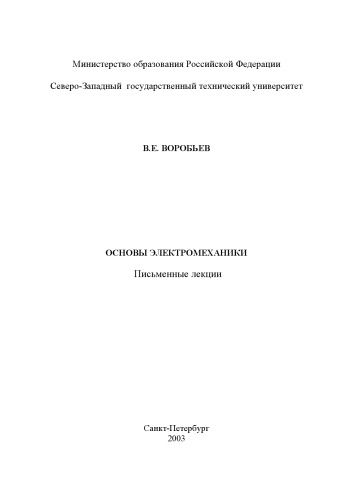 Министерство образования Российской Федерации
Северо-Западный государственный технический университет
В.Е. ВОРОБЬЕВ
ОСНОВЫ ЭЛЕКТРОМЕХАНИКИ
Письменные лекции
Санкт-Петербург
2003